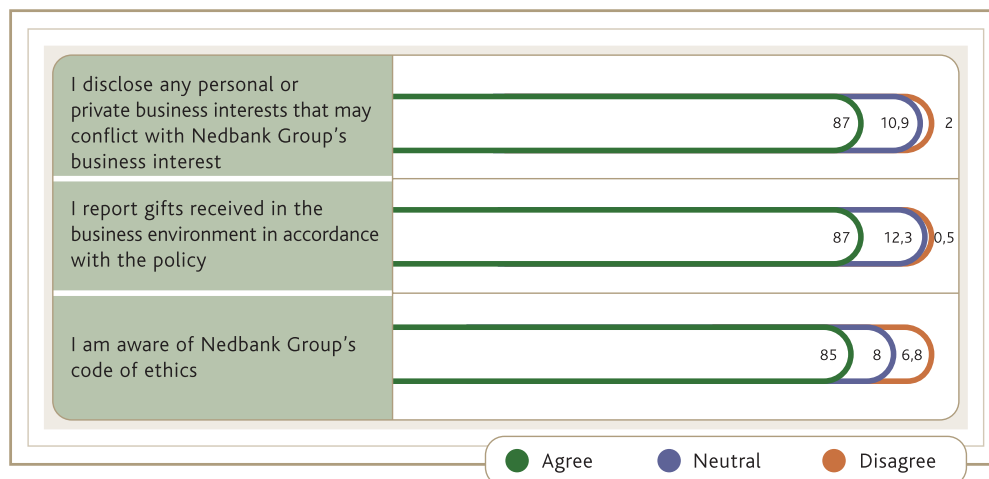 I disclose any personal or
private business interests that may
conflict with Nedbank Group's
business interest
87 10,9 2
I report gifts received in the
business environment in accordance
with the policy
87 12,3 0,5
I am aware of Nedbank Group's
code of ethics
85 8 6,8
Agree Neutral Disagree